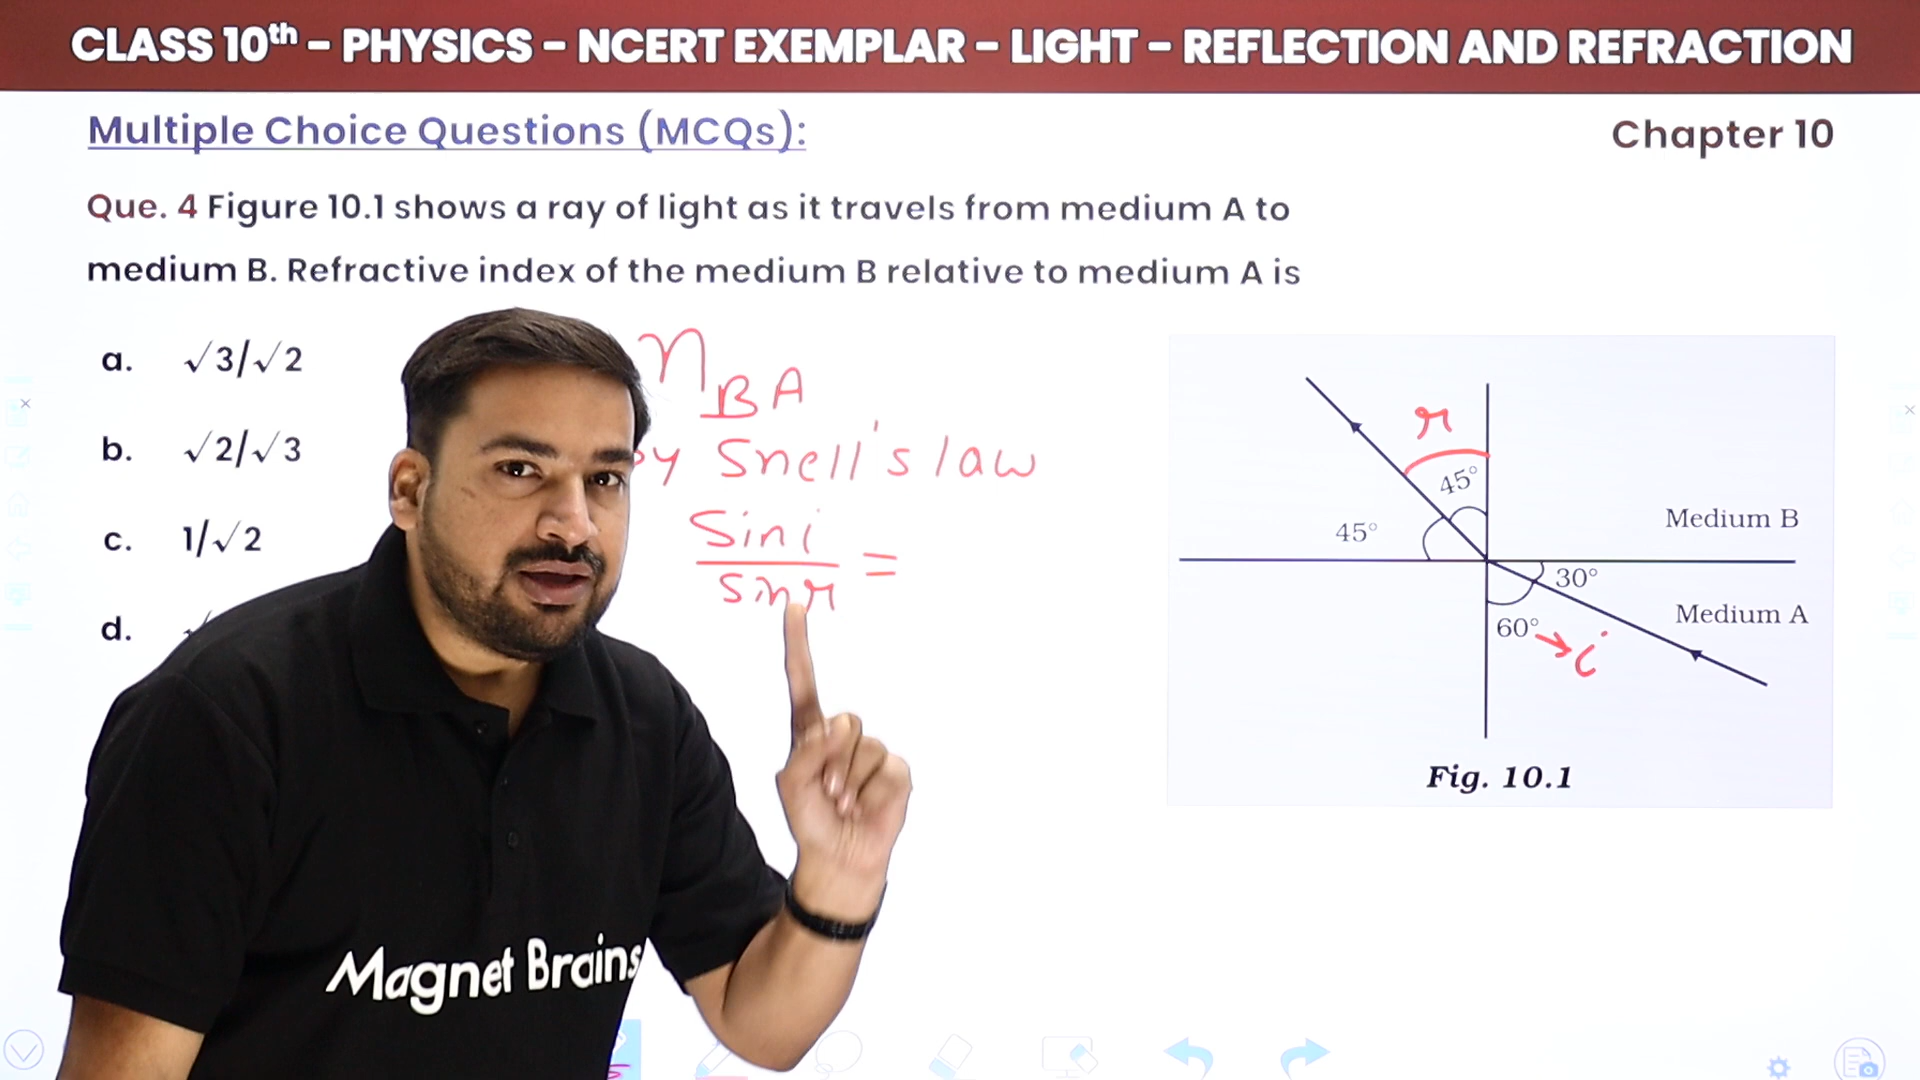 CLASS 10th – PHYSICS – NCERT EXEMPLAR – LIGHT – REFLECTION AND REFRACTION
Multiple Choice Questions (MCQs):
Chapter 10
Que. 4 Figure 10.1 shows a ray of light as it travels from medium A to
medium B. Refractive index of the medium B relative to medium A is
a. √3/√2
b. √2/√3
c. 1/√2
d.
n BA
by Snell's law
sin i
sin r
=
r
45°
45°
Medium B
30°
Medium A
60° → i
Fig. 10.1
Magnet Brains